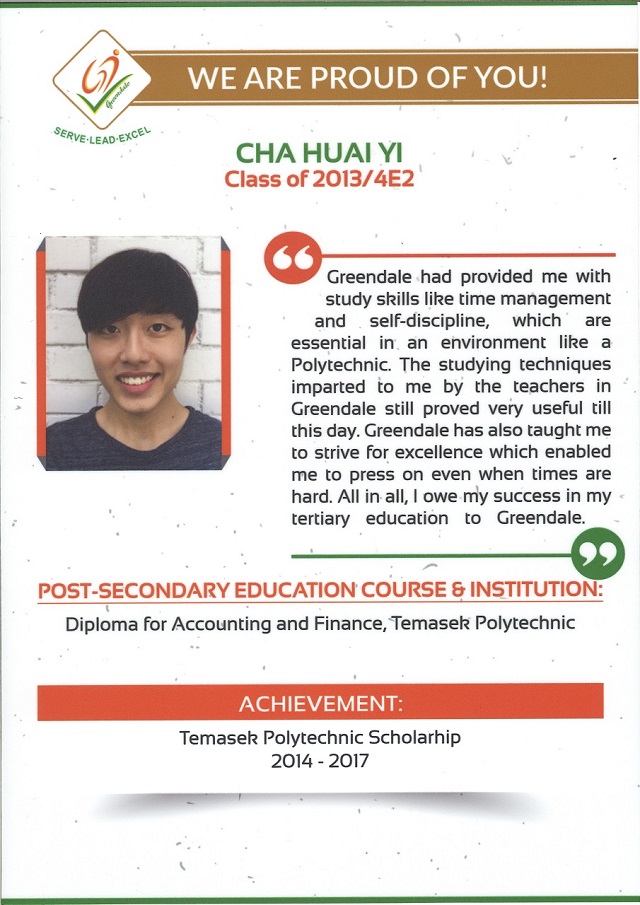 WE ARE PROUD OF YOU!
Greendale
SERVE·LEAD·EXCEL
CHA HUAI YI
Class of 2013/4E2
Greendale had provided me with
study skills like time management
and self-discipline, which are
essential in an environment like a
Polytechnic. The studying techniques
imparted to me by the teachers in
Greendale still proved very useful till
this day. Greendale has also taught me
to strive for excellence which enabled
me to press on even when times are
hard. All in all, I owe my success in my
tertiary education to Greendale.
POST-SECONDARY EDUCATION COURSE & INSTITUTION:
Diploma for Accounting and Finance, Temasek Polytechnic
ACHIEVEMENT:
Temasek Polytechnic Scholarhip
2014 - 2017